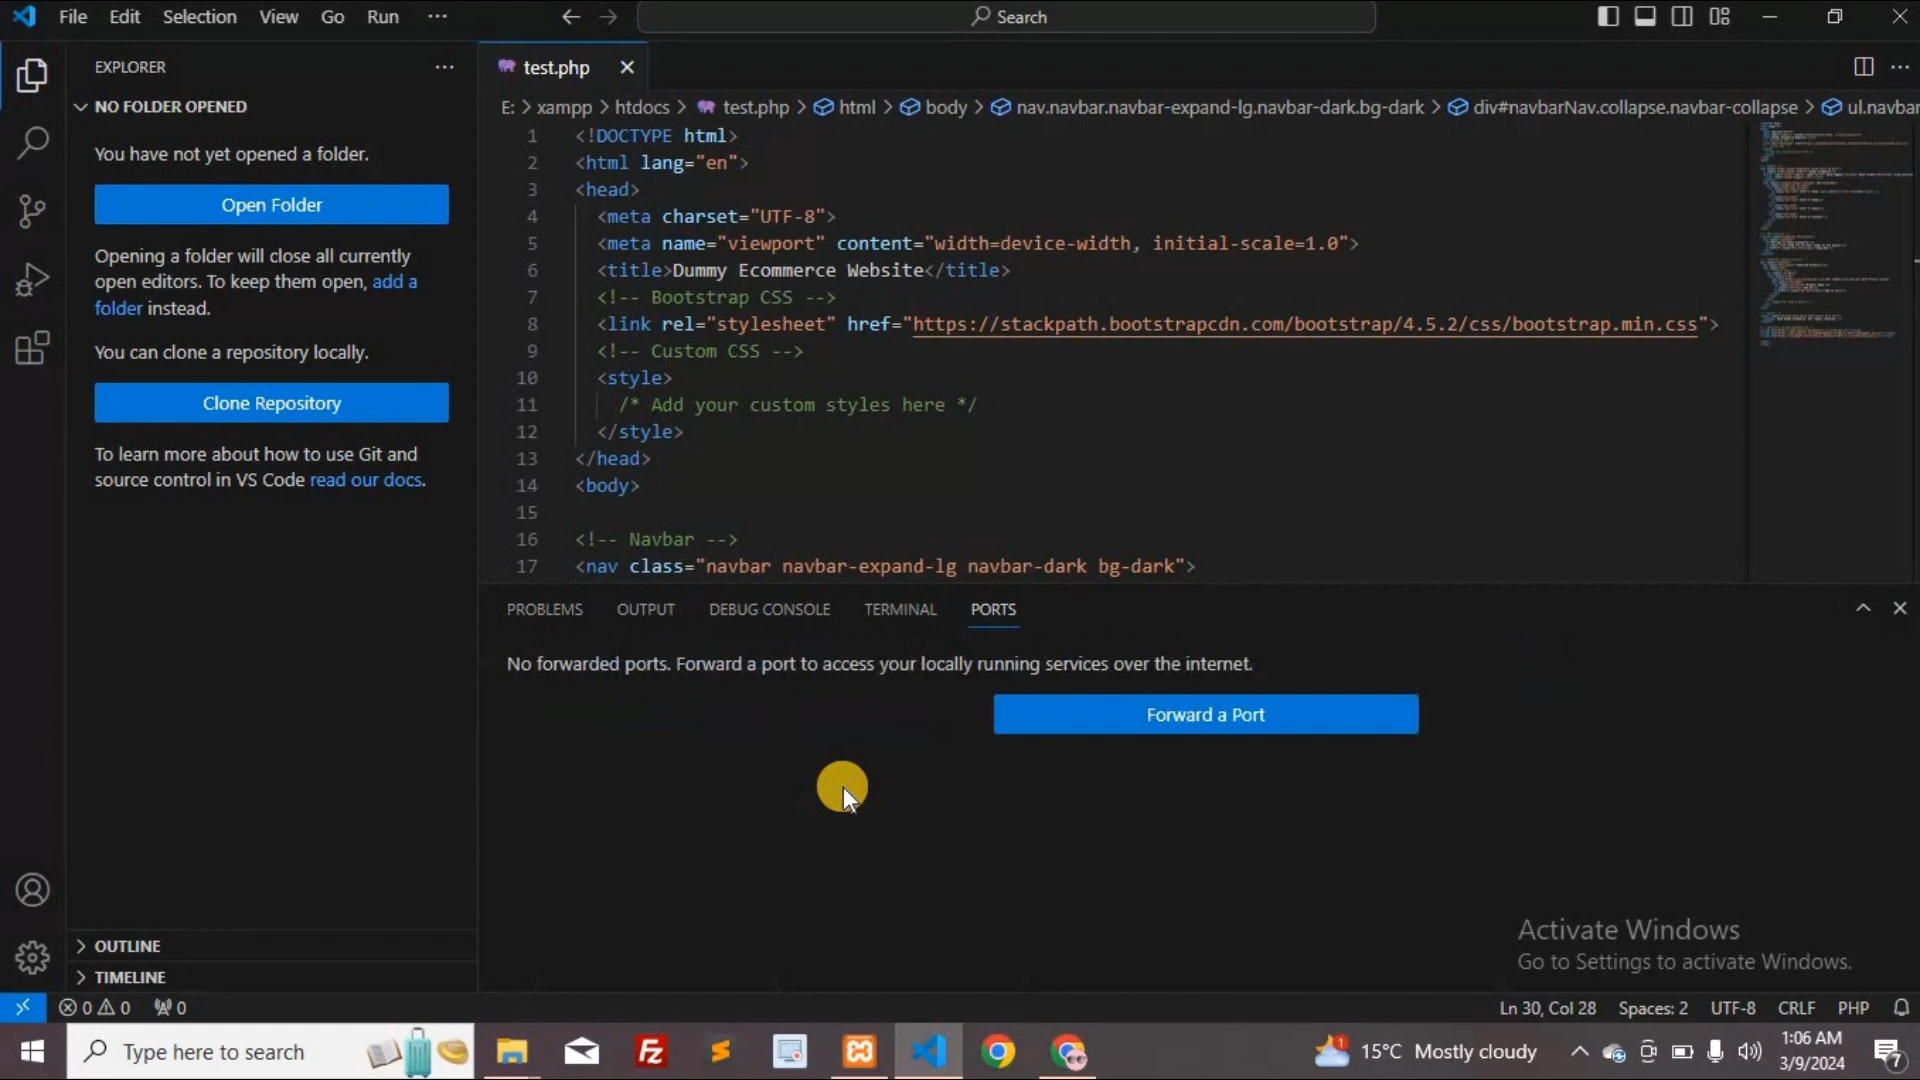 File Edit Selection View Go Run ···
Search
EXPLORER ···
NO FOLDER OPENED
You have not yet opened a folder.
Open Folder
Opening a folder will close all currently
open editors. To keep them open, add a
folder instead.
You can clone a repository locally.
Clone Repository
To learn more about how to use Git and
source control in VS Code read our docs.
OUTLINE
TIMELINE
test.php
E: > xampp > htdocs > test.php > html > body > nav.navbar.navbar-expand-lg.navbar-dark.bg-dark > div#navbarNav.collapse.navbar-collapse > ul.navbar
1 <!DOCTYPE html>
2 <html lang="en">
3 <head>
4 <meta charset="UTF-8">
5 <meta name="viewport" content="width=device-width, initial-scale=1.0">
6 <title>Dummy Ecommerce Website</title>
7 <!-- Bootstrap CSS -->
8 <link rel="stylesheet" href="https://stackpath.bootstrapcdn.com/bootstrap/4.5.2/css/bootstrap.min.css">
9 <!-- Custom CSS -->
10 <style>
11 /* Add your custom styles here */
12 </style>
13 </head>
14 <body>
15
16 <!-- Navbar -->
17 <nav class="navbar navbar-expand-lg navbar-dark bg-dark">
PROBLEMS OUTPUT DEBUG CONSOLE TERMINAL PORTS
No forwarded ports. Forward a port to access your locally running services over the internet.
Forward a Port
Activate Windows
Go to Settings to activate Windows.
0 0 0
Ln 30, Col 28 Spaces: 2 UTF-8 CRLF PHP
Type here to search
Fz
15°C Mostly cloudy
1
1:06 AM
3/9/2024
7